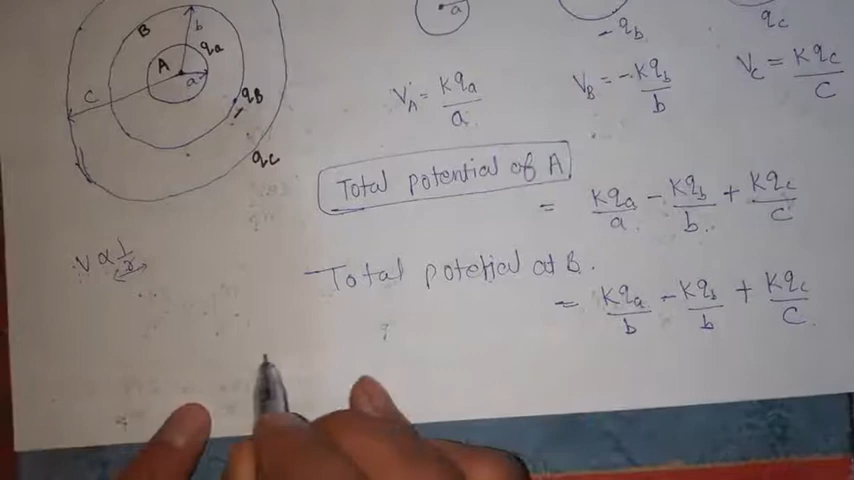 a
- qb
qc
B
b
qa
A
a
C
qB
-
qc
VA = Kqa/a
VB = -Kqb/b
VC = Kqc/C
Total potential of A
= Kqa/a - Kqb/b + Kqc/C
V ∝ 1/r
Total potential at B.
= Kqa/b - Kqb/b + Kqc/C